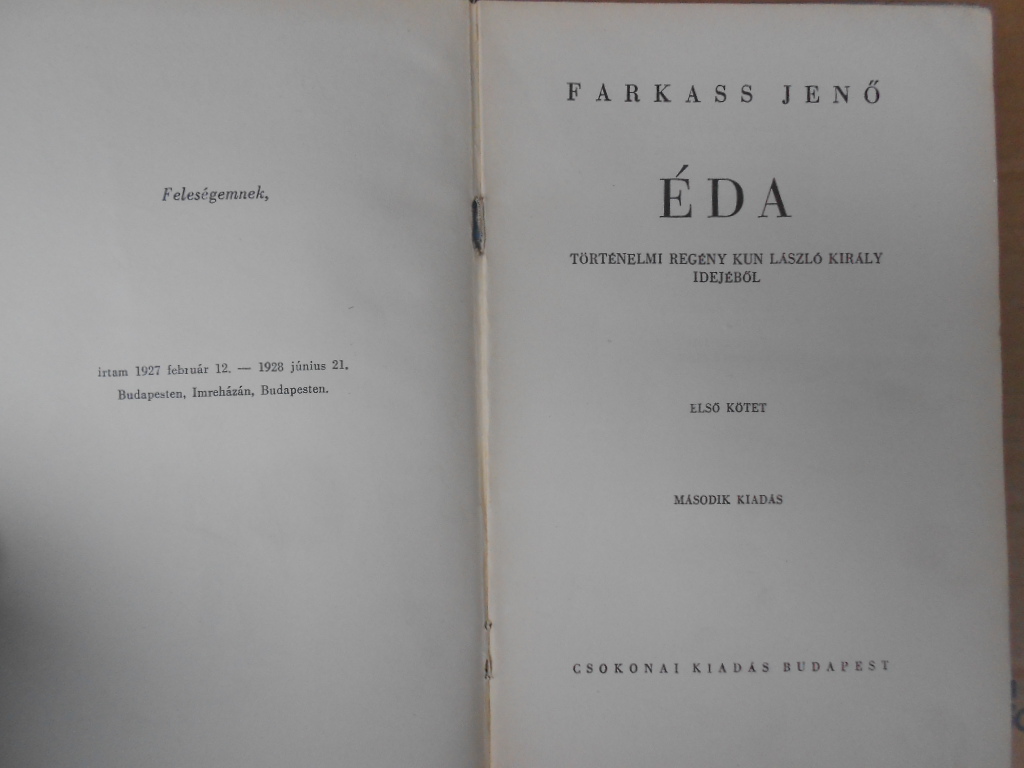 Feleségemnek,
írtam 1927 február 12. — 1928 június 21,
Budapesten, Imreházán, Budapesten.
FARKASS JENŐ
ÉDA
TÖRTÉNELMI REGÉNY KUN LÁSZLÓ KIRÁLY
IDEJÉBŐL
ELSŐ KÖTET
MÁSODIK KIADÁS
CSOKONAI KIADÁS BUDAPEST